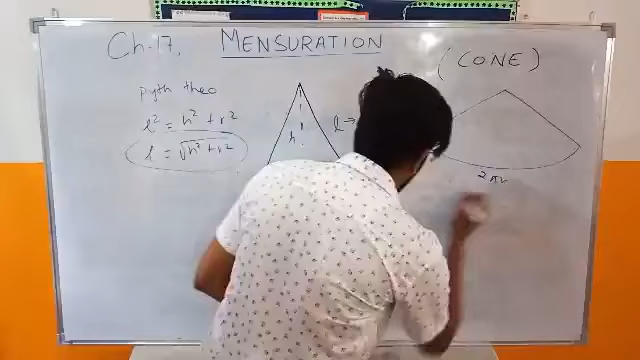 Ch-17, MENSURATION
(CONE)
pyth theo
l² = h² + r²
l = √h² + r²
h
l →
2πr